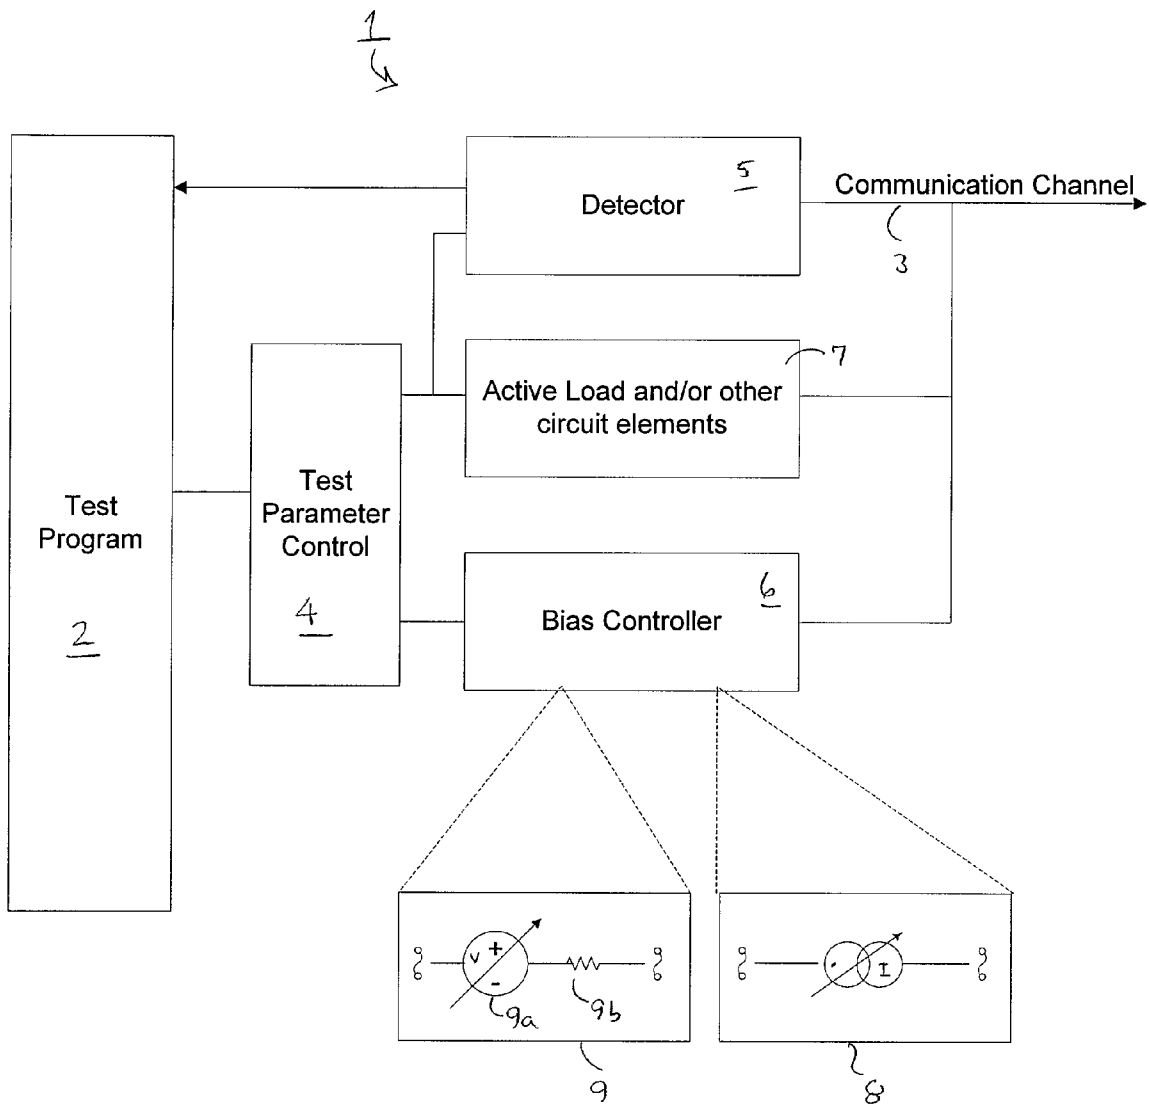 1
5
Communication Channel
Detector
3
7
Active Load and/or other
circuit elements
Test
Parameter
Control
4
Test
Program
2
6
Bias Controller
V + -
9a
9b
I
9
8